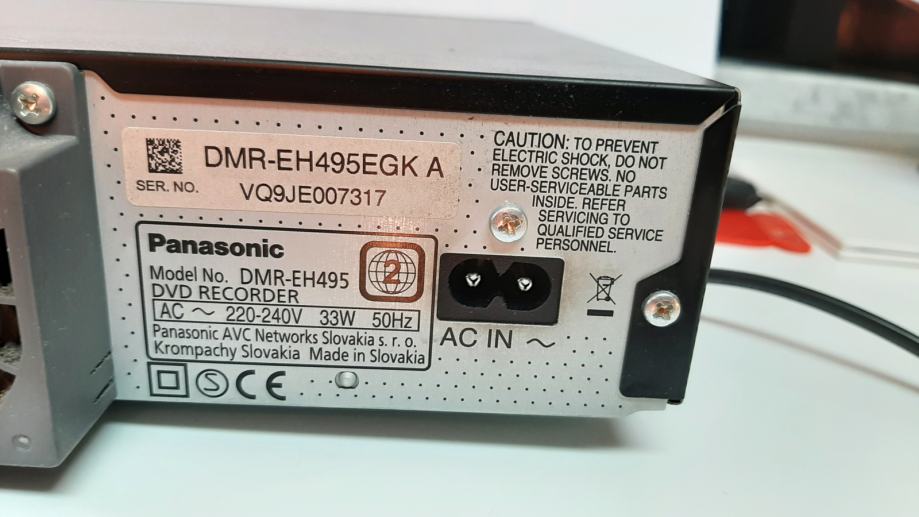 DMR-EH495EGK A
SER. NO.
VQ9JE007317
CAUTION: TO PREVENT
ELECTRIC SHOCK, DO NOT
REMOVE SCREWS. NO
USER-SERVICEABLE PARTS
INSIDE. REFER
SERVICING TO
QUALIFIED SERVICE
PERSONNEL.
Panasonic
Model No. DMR-EH495
DVD RECORDER
2
AC ~ 220-240V 33W 50Hz
Panasonic AVC Networks Slovakia s. r. o.
Krompachy Slovakia Made in Slovakia
AC IN ~
S CE